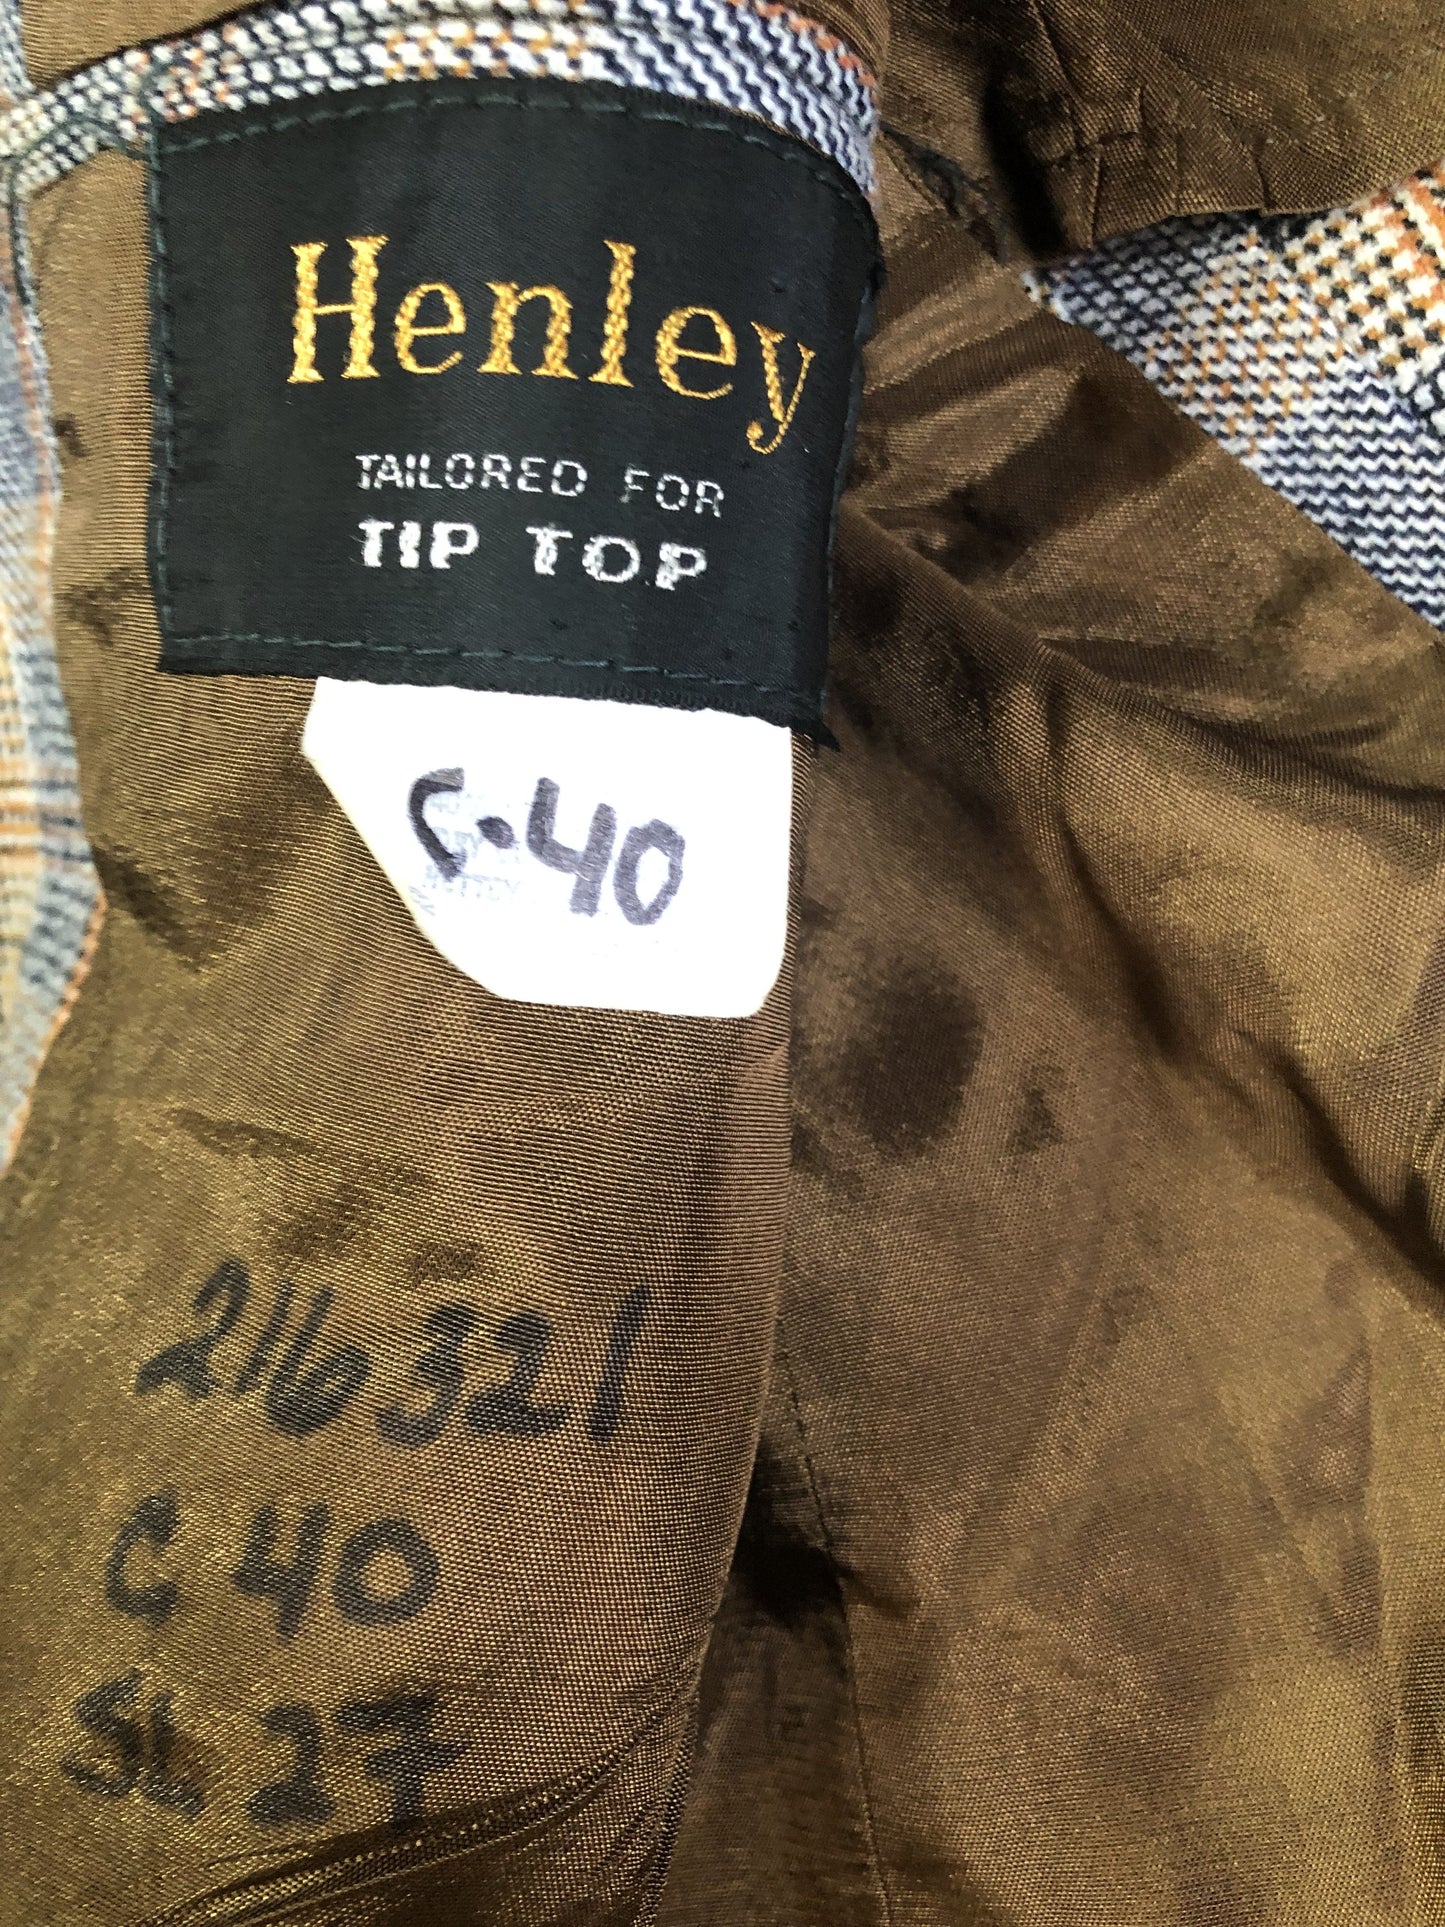 Henley
TAILORED FOR
TIP TOP
C.40
216321
C 40
SL 27